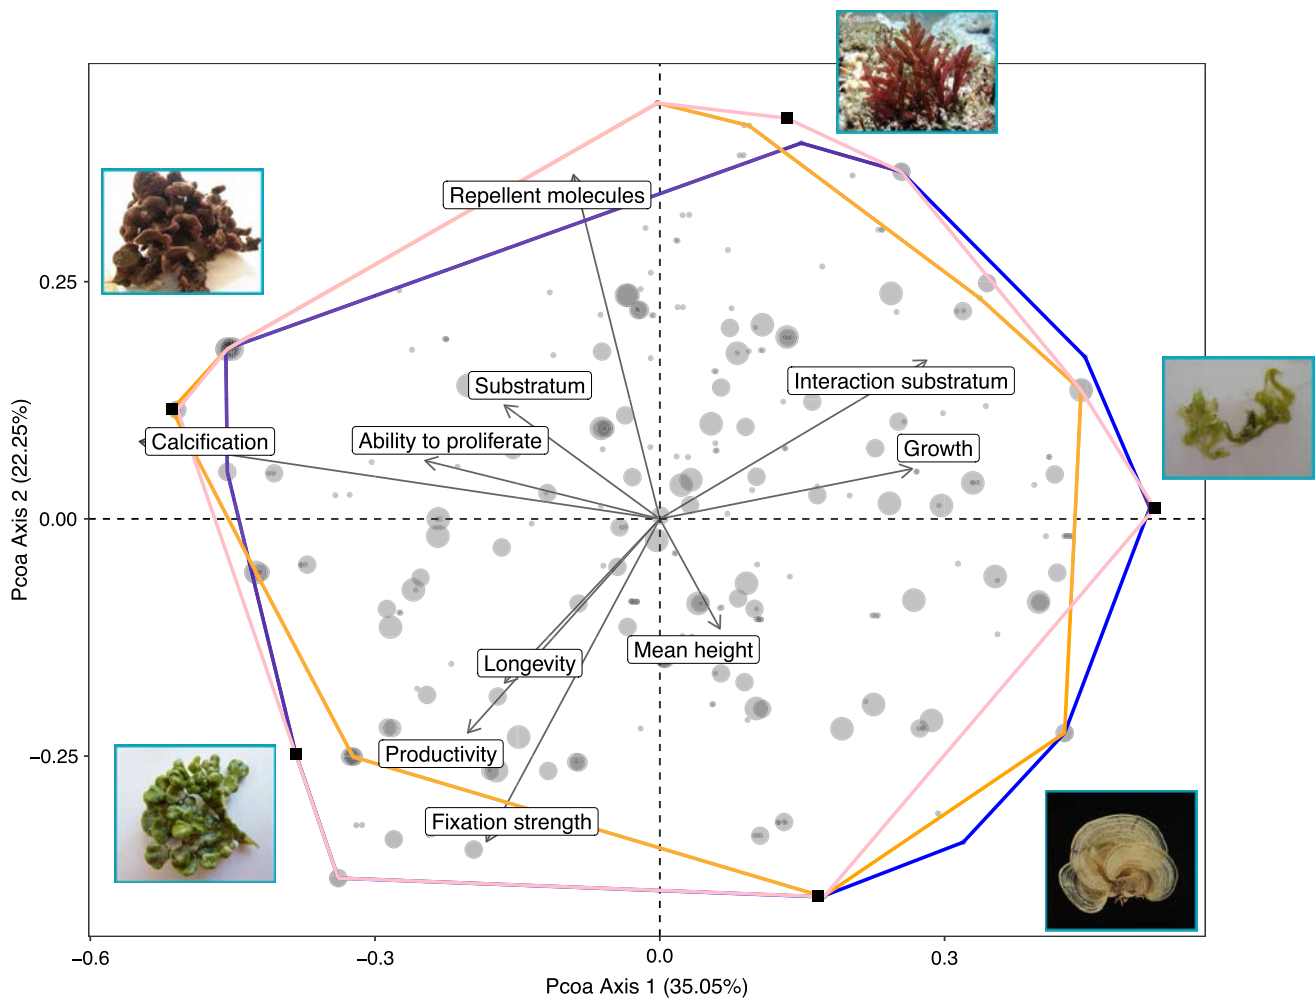 Repellent molecules
0.25
Substratum
Interaction substratum
Ability to proliferate
Calcification
Growth
Pcoa Axis 2 (22.25%)
0.00
Mean height
Longevity
Productivity
−0.25
Fixation strength
−0.6
−0.3
0.0
0.3
Pcoa Axis 1 (35.05%)